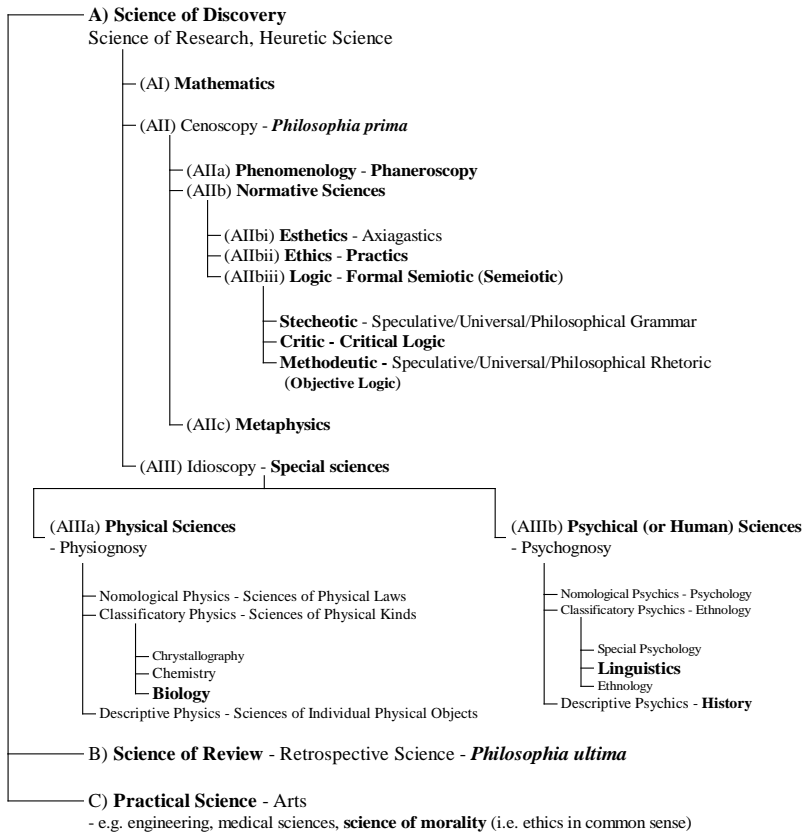 A) Science of Discovery
Science of Research, Heuretic Science
(AI) Mathematics
(AII) Cenoscopy - Philosophia prima
(AIIa) Phenomenology - Phaneroscopy
(AIIb) Normative Sciences
(AIIbi) Esthetics - Axiagastics
(AIIbii) Ethics - Practics
(AIIbiii) Logic - Formal Semiotic (Semeiotic)
Stecheotic - Speculative/Universal/Philosophical Grammar
Critic - Critical Logic
Methodeutic - Speculative/Universal/Philosophical Rhetoric
(Objective Logic)
(AIIc) Metaphysics
(AIII) Idioscopy - Special sciences
(AIIIa) Physical Sciences
- Physiognosy
Nomological Physics - Sciences of Physical Laws
Classificatory Physics - Sciences of Physical Kinds
Chrystallography
Chemistry
Biology
Descriptive Physics - Sciences of Individual Physical Objects
(AIIIb) Psychical (or Human) Sciences
- Psychognosy
Nomological Psychics - Psychology
Classificatory Psychics - Ethnology
Special Psychology
Linguistics
Ethnology
Descriptive Psychics - History
B) Science of Review - Retrospective Science - Philosophia ultima
C) Practical Science - Arts
- e.g. engineering, medical sciences, science of morality (i.e. ethics in common sense)